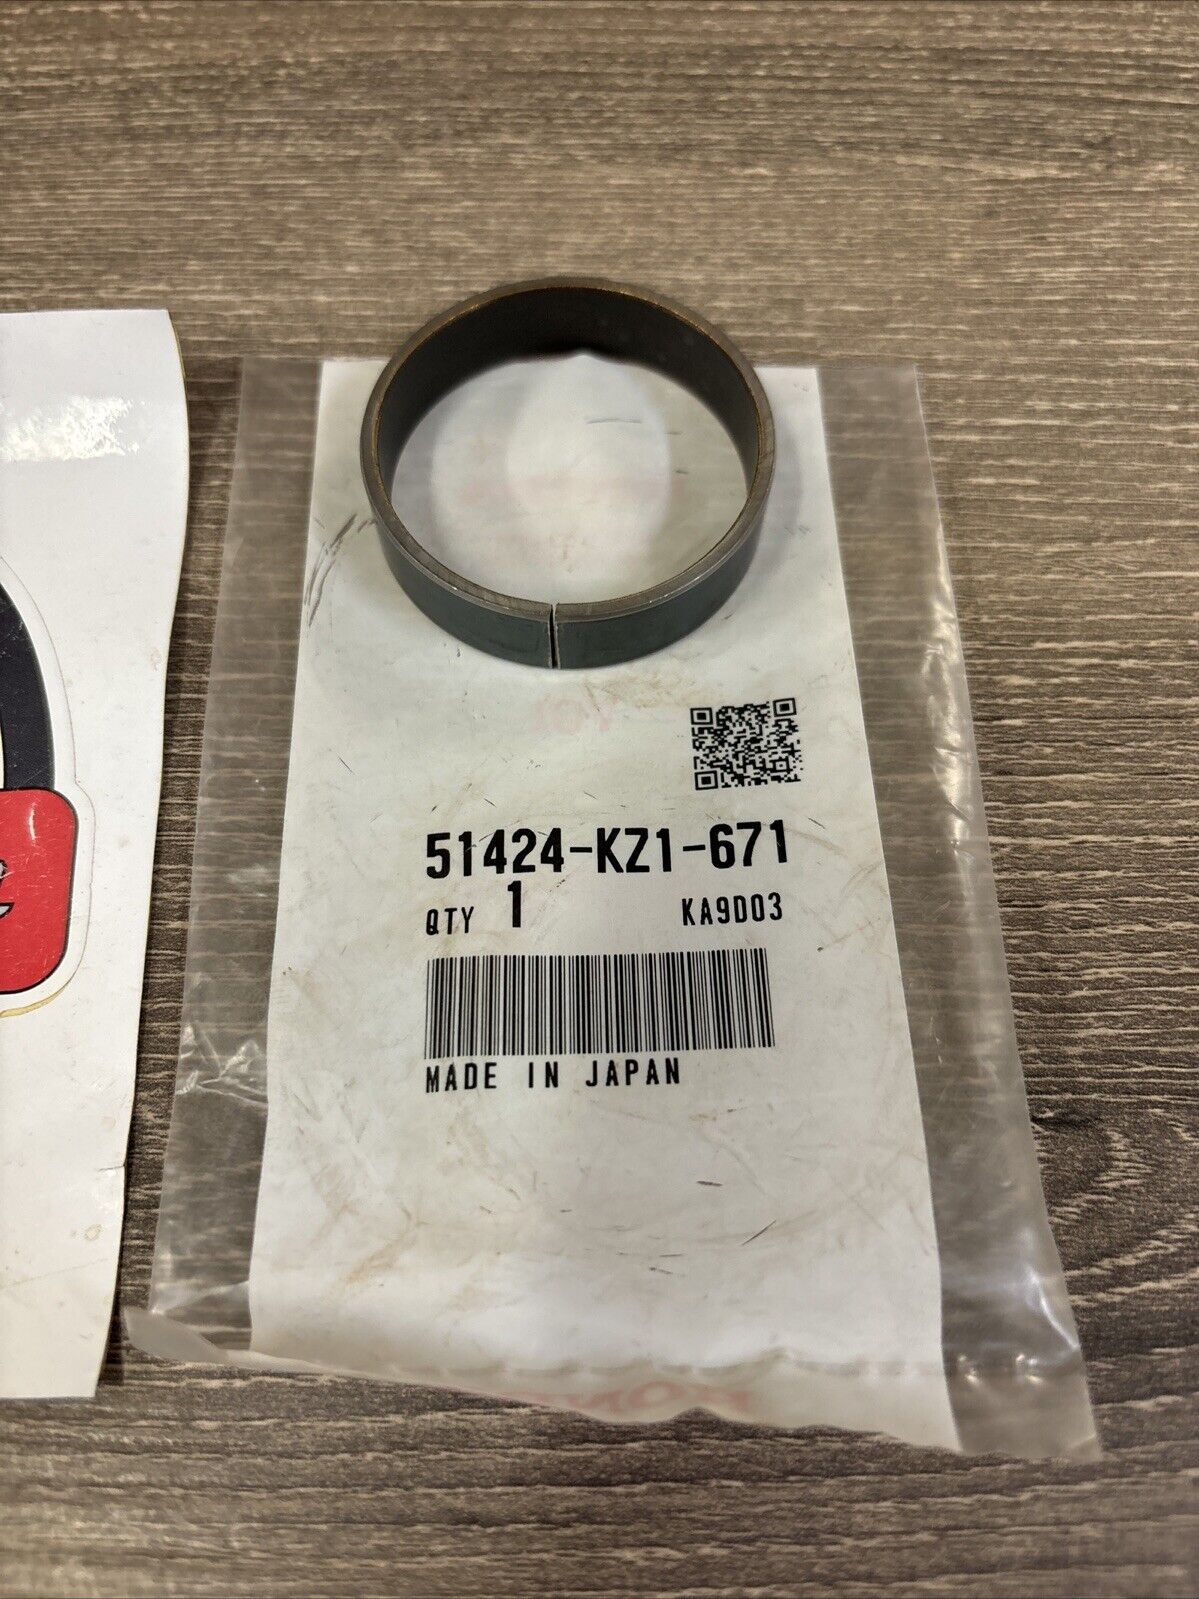 51424-KZ1-671
QTY 1 KA9D03
MADE IN JAPAN